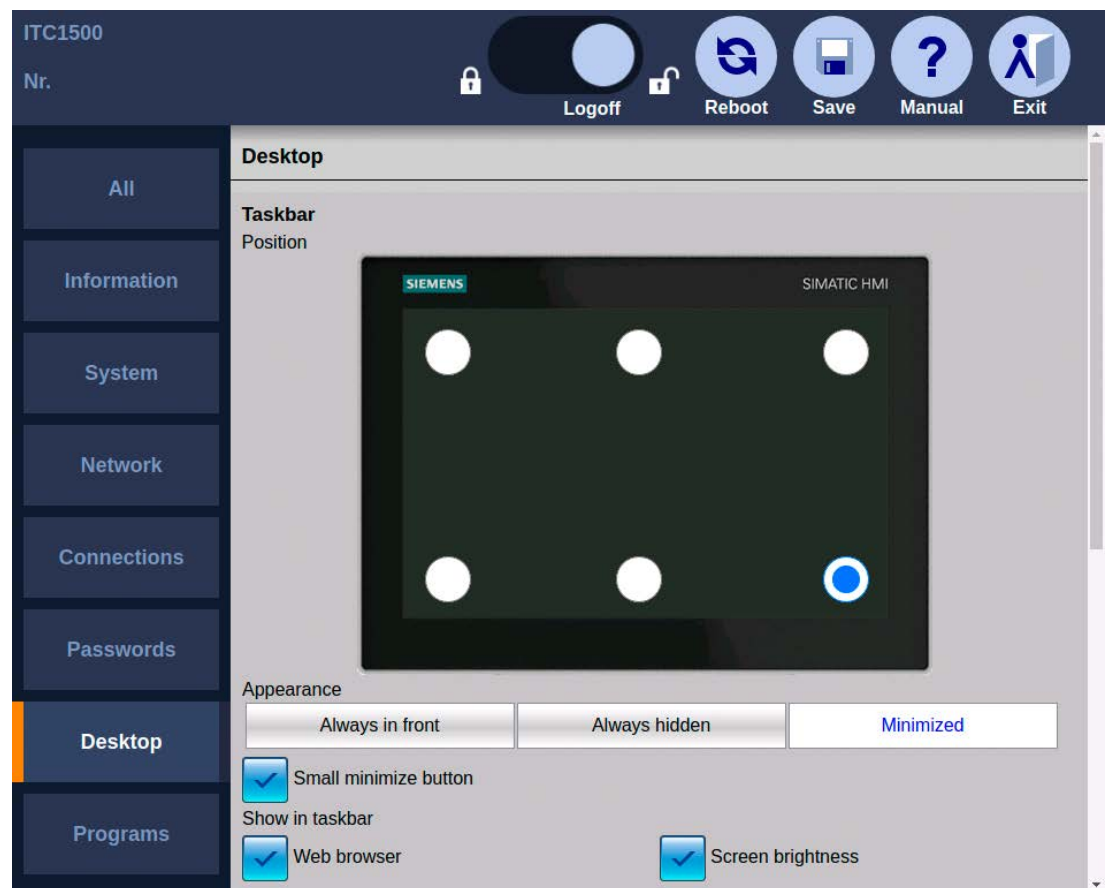 ITC1500
Nr.
Logoff
Reboot
Save
?
Manual
Exit
All
Information
System
Network
Connections
Passwords
Desktop
Programs
Desktop
Taskbar
Position
SIEMENS
SIMATIC HMI
Appearance
Always in front
Always hidden
Minimized
Small minimize button
Show in taskbar
Web browser
Screen brightness